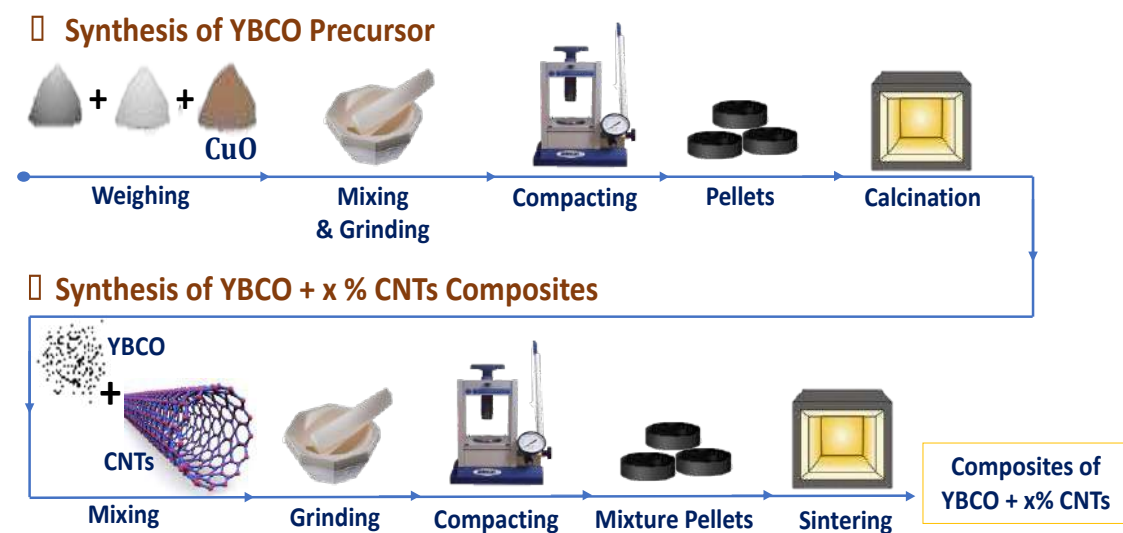 ▯ Synthesis of YBCO Precursor
+ +
CuO
Weighing
Mixing
& Grinding
Compacting
Pellets
Calcination
▯ Synthesis of YBCO + x % CNTs Composites
YBCO
+
CNTs
Mixing
Grinding
Compacting
Mixture Pellets
Sintering
Composites of
YBCO + x% CNTs